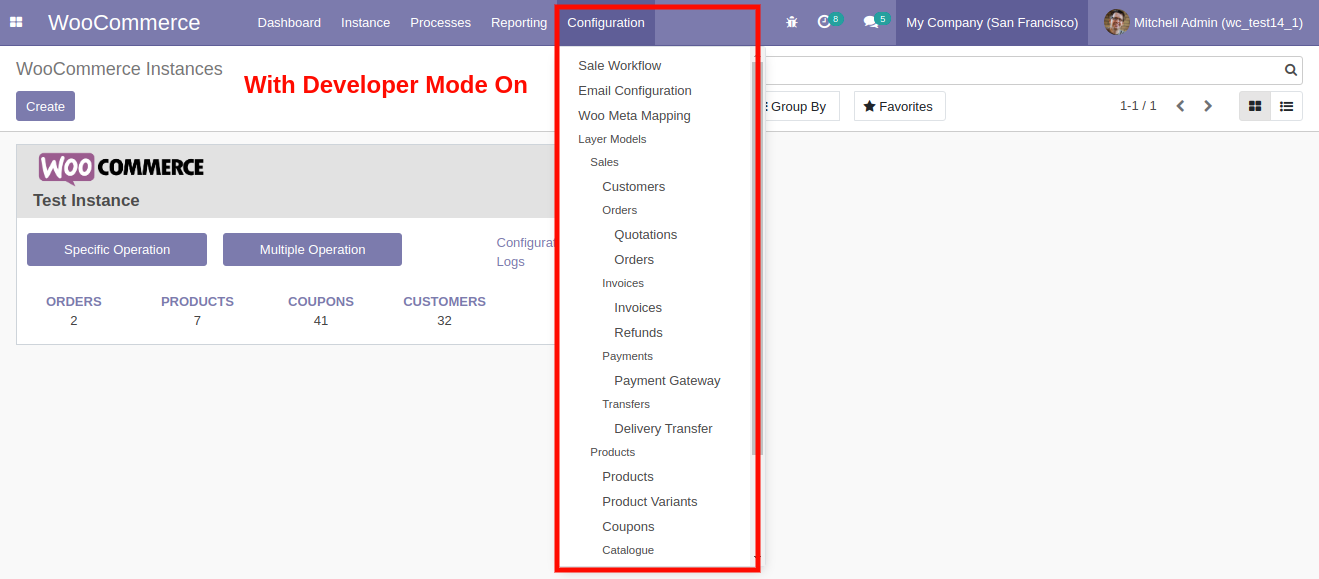 WooCommerce Dashboard Instance Processes Reporting Configuration 8 5 My Company (San Francisco) Mitchell Admin (wc_test14_1)
WooCommerce Instances
With Developer Mode On
Create
Group By Favorites 1-1 / 1
WOO COMMERCE
Test Instance
Specific Operation Multiple Operation
Configurat
Logs
ORDERS PRODUCTS COUPONS CUSTOMERS
2 7 41 32
Sale Workflow
Email Configuration
Woo Meta Mapping
Layer Models
Sales
Customers
Orders
Quotations
Orders
Invoices
Invoices
Refunds
Payments
Payment Gateway
Transfers
Delivery Transfer
Products
Products
Product Variants
Coupons
Catalogue